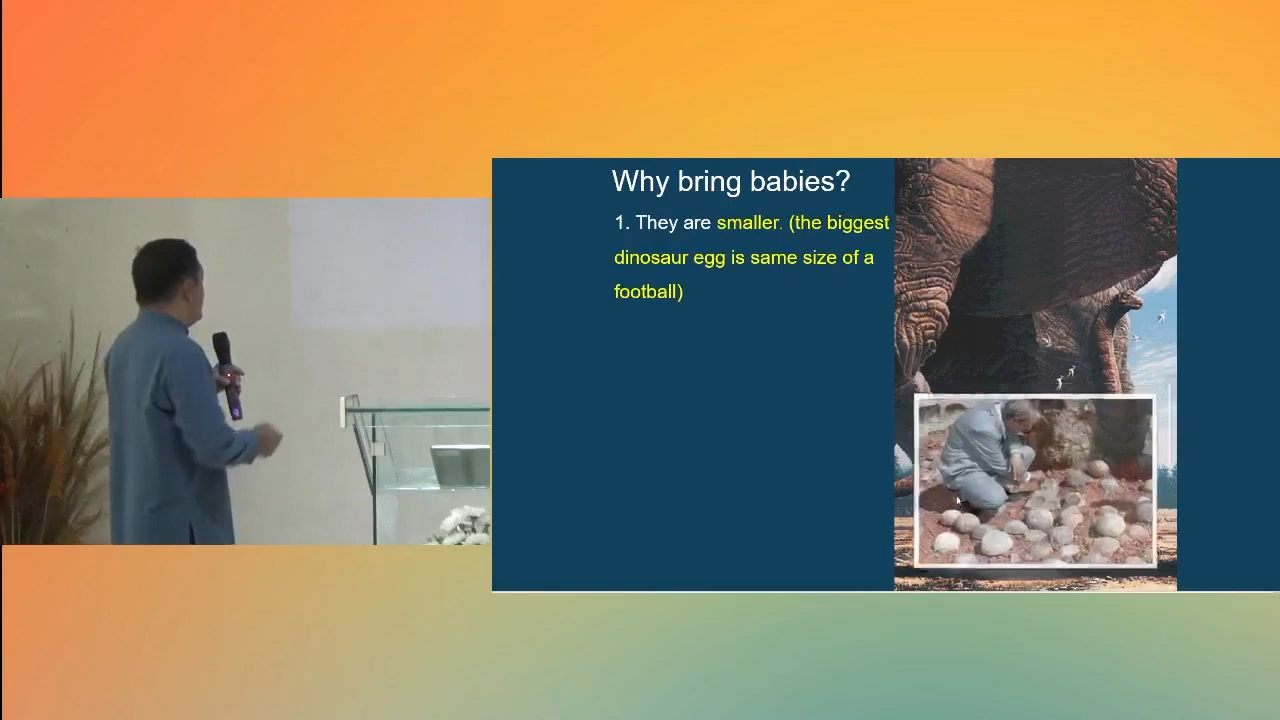 Why bring babies?
1. They are smaller. (the biggest
dinosaur egg is same size of a
football)